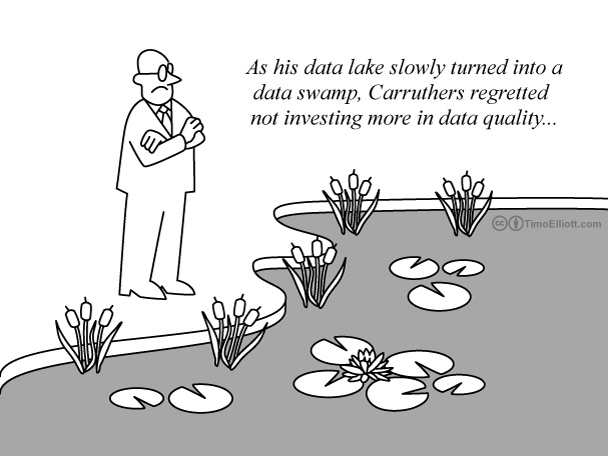 As his data lake slowly turned into a
data swamp, Carruthers regretted
not investing more in data quality...
cc TimoElliott.com